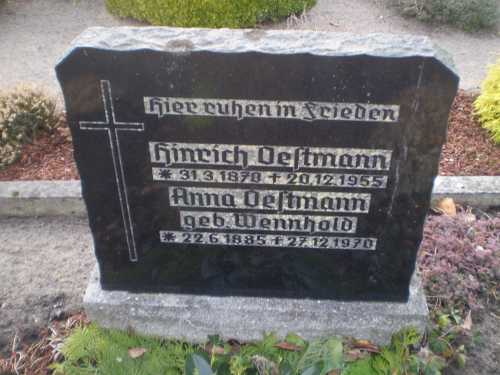 Hier ruhen in Frieden
Hinrich Oestmann
* 31.3.1870 + 20.12.1955
Anna Oestmann
geb. Wennhold
* 22.6.1885 + 27.12.1970